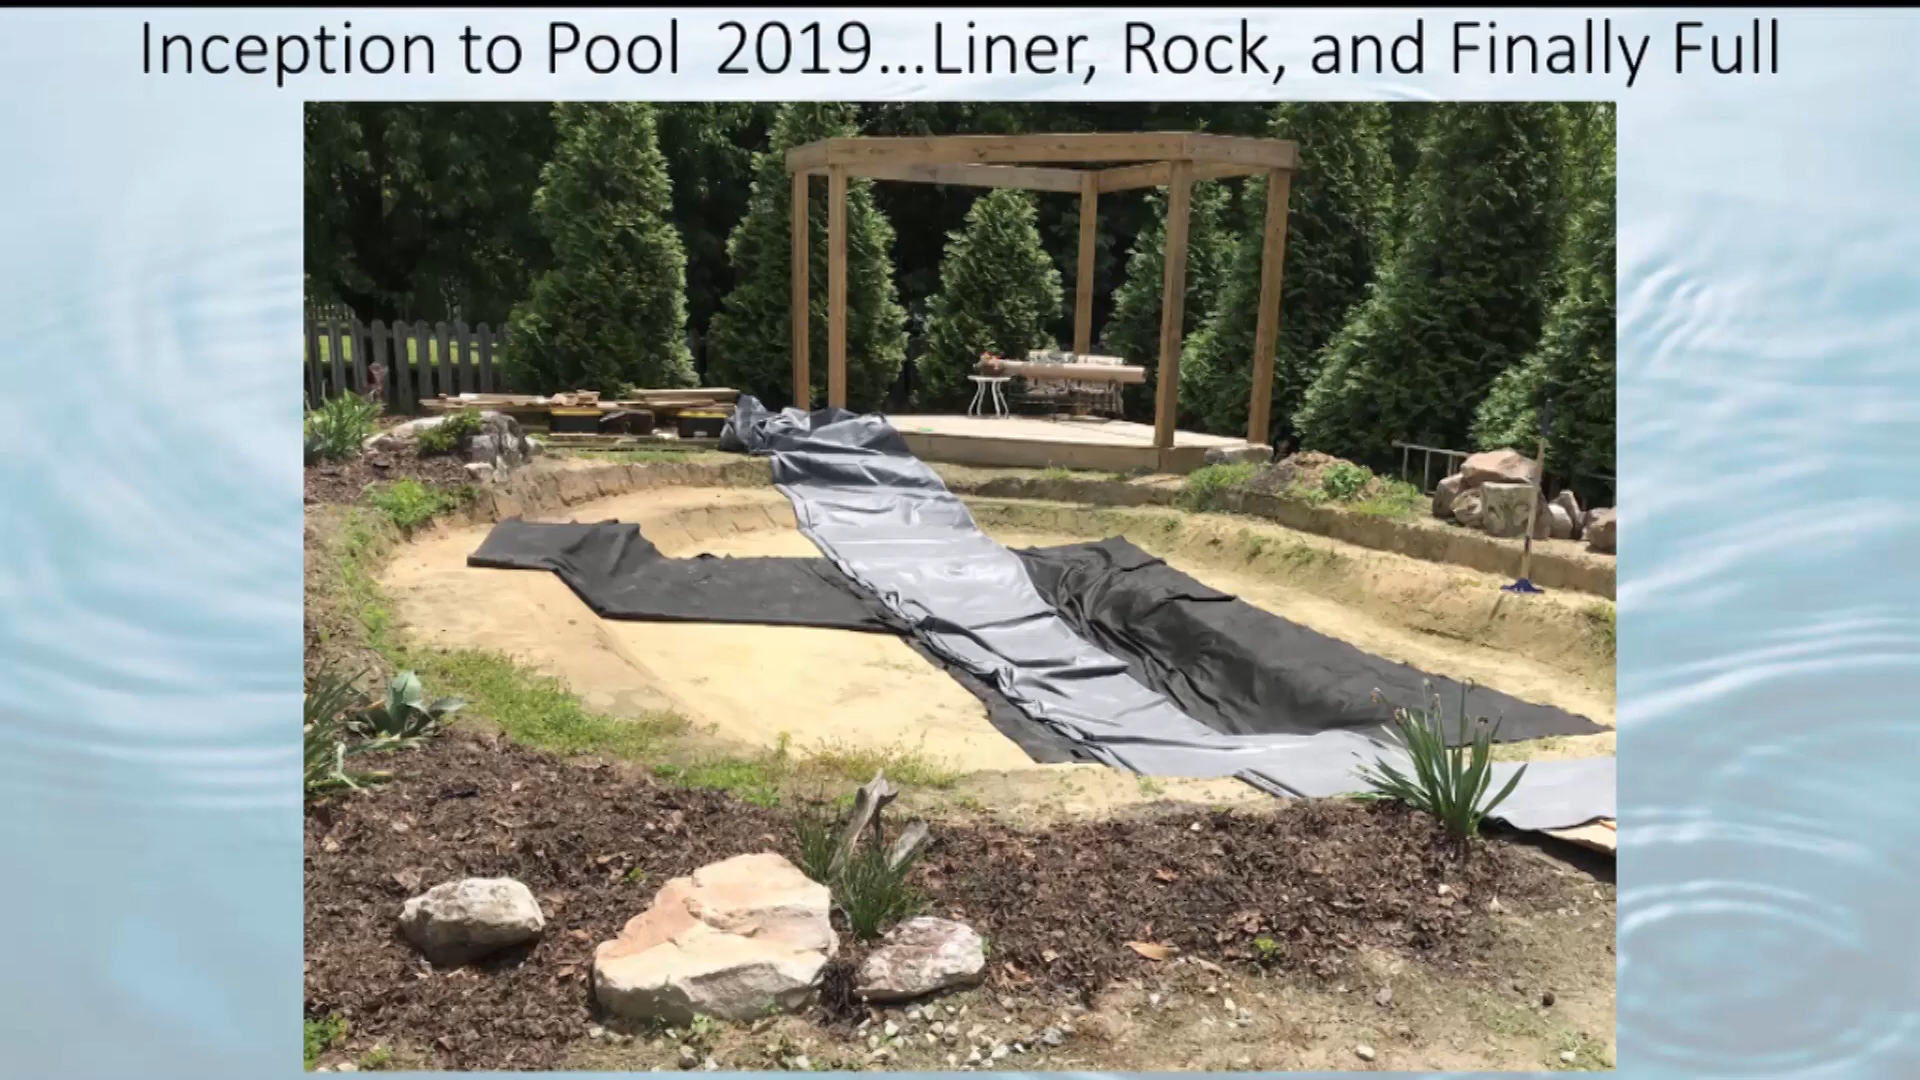 Inception to Pool 2019...Liner, Rock, and Finally Full